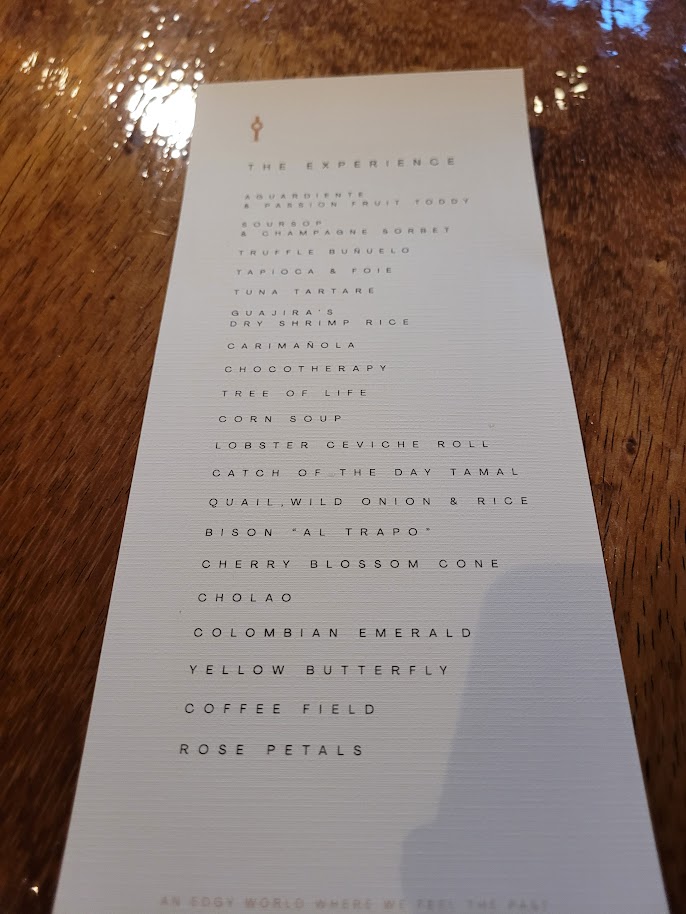 THE EXPERIENCE
AGUARDIENTE
& PASSION FRUIT TODDY
SOURSOP
& CHAMPAGNE SORBET
TRUFFLE BUÑUELO
TAPIOCA & FOIE
TUNA TARTARE
GUAJIRA'S
DRY SHRIMP RICE
CARIMAÑOLA
CHOCOTHERAPY
TREE OF LIFE
CORN SOUP
LOBSTER CEVICHE ROLL
CATCH OF THE DAY TAMAL
QUAIL, WILD ONION & RICE
BISON "AL TRAPO"
CHERRY BLOSSOM CONE
CHOLAO
COLOMBIAN EMERALD
YELLOW BUTTERFLY
COFFEE FIELD
ROSE PETALS
AN EDGY WORLD WHERE WE FEEL THE PAST